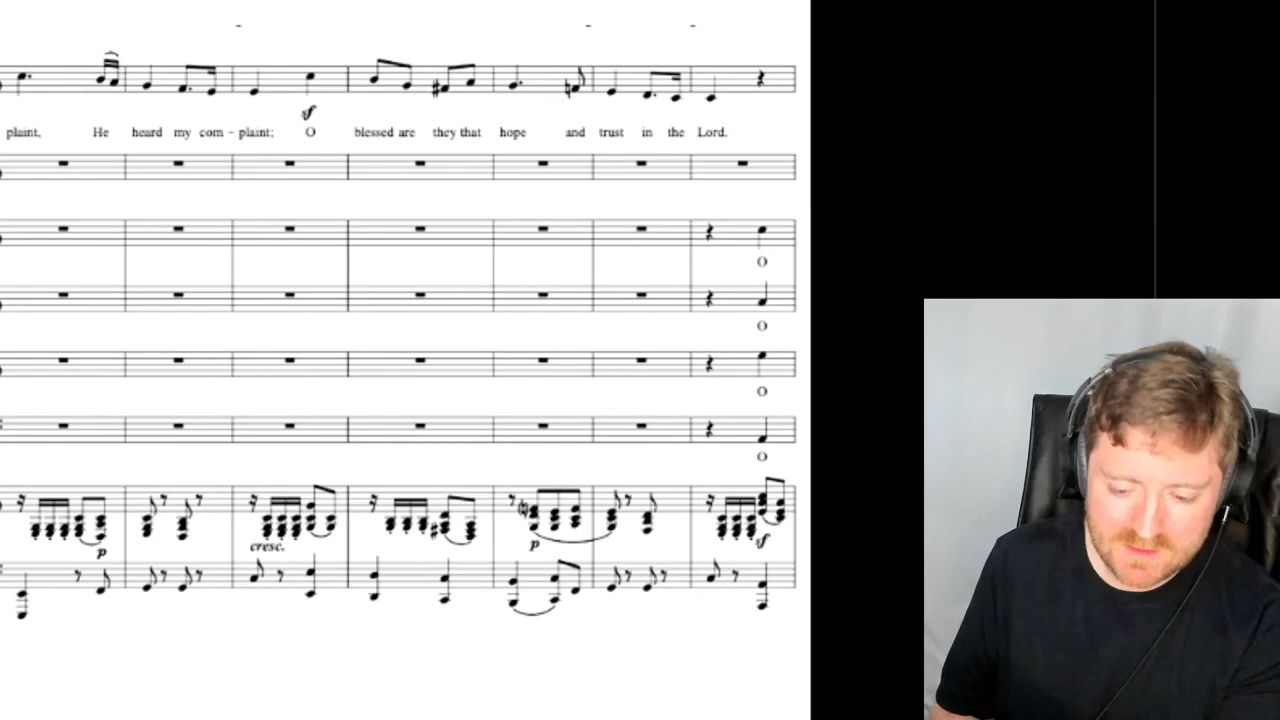 plaint, He heard my com - plaint; O blessed are they that hope and trust in the Lord.
O
O
O
O
p cresc. p